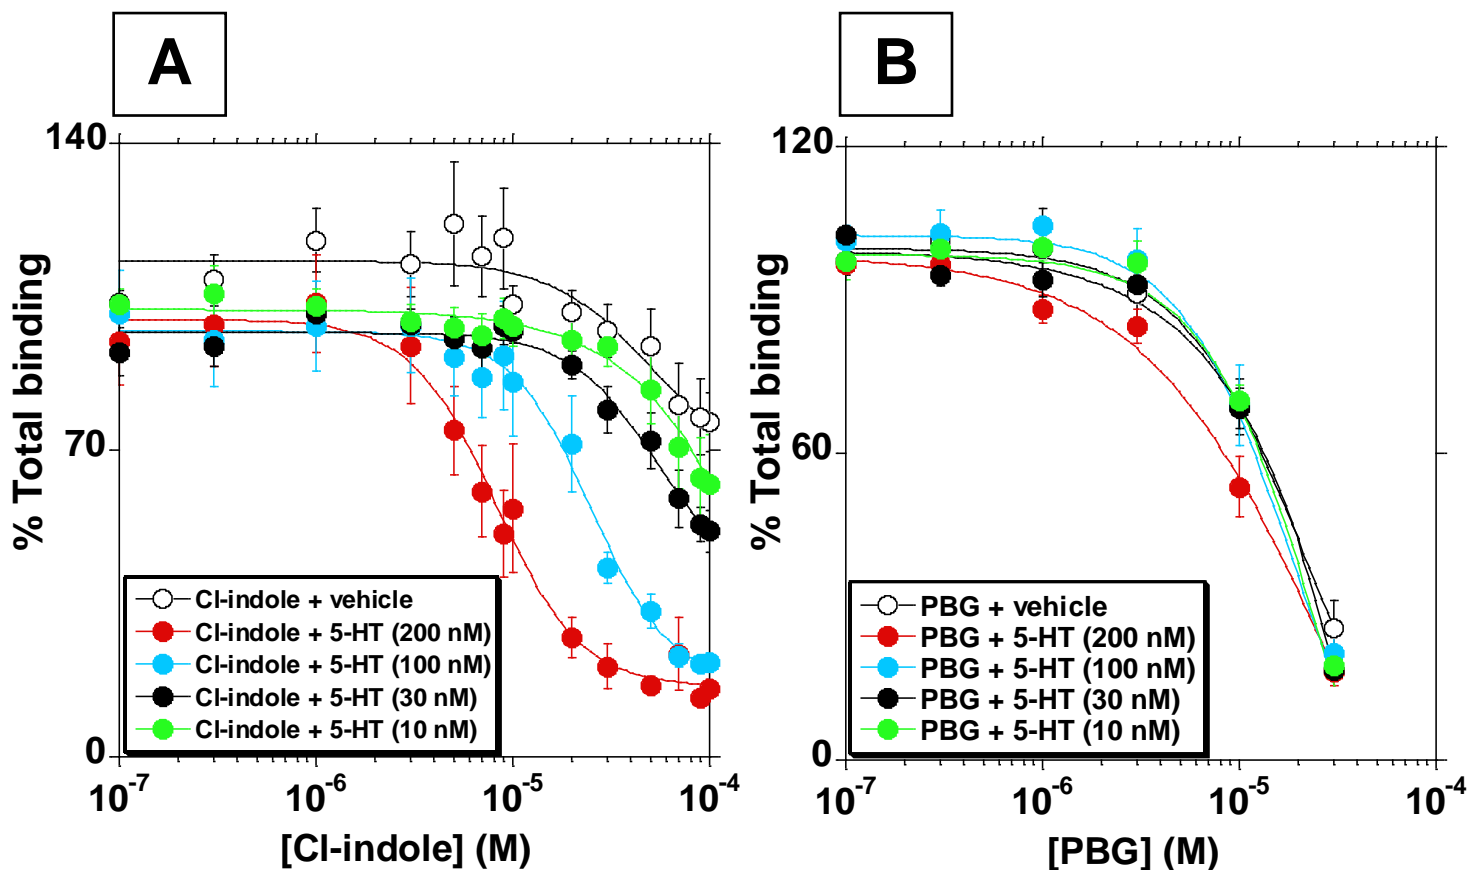 A
B
140
70
0
% Total binding
Cl-indole + vehicle
Cl-indole + 5-HT (200 nM)
Cl-indole + 5-HT (100 nM)
Cl-indole + 5-HT (30 nM)
Cl-indole + 5-HT (10 nM)
10-7
10-6
10-5
10-4
[Cl-indole] (M)
120
60
0
% Total binding
PBG + vehicle
PBG + 5-HT (200 nM)
PBG + 5-HT (100 nM)
PBG + 5-HT (30 nM)
PBG + 5-HT (10 nM)
10-7
10-6
10-5
10-4
[PBG] (M)